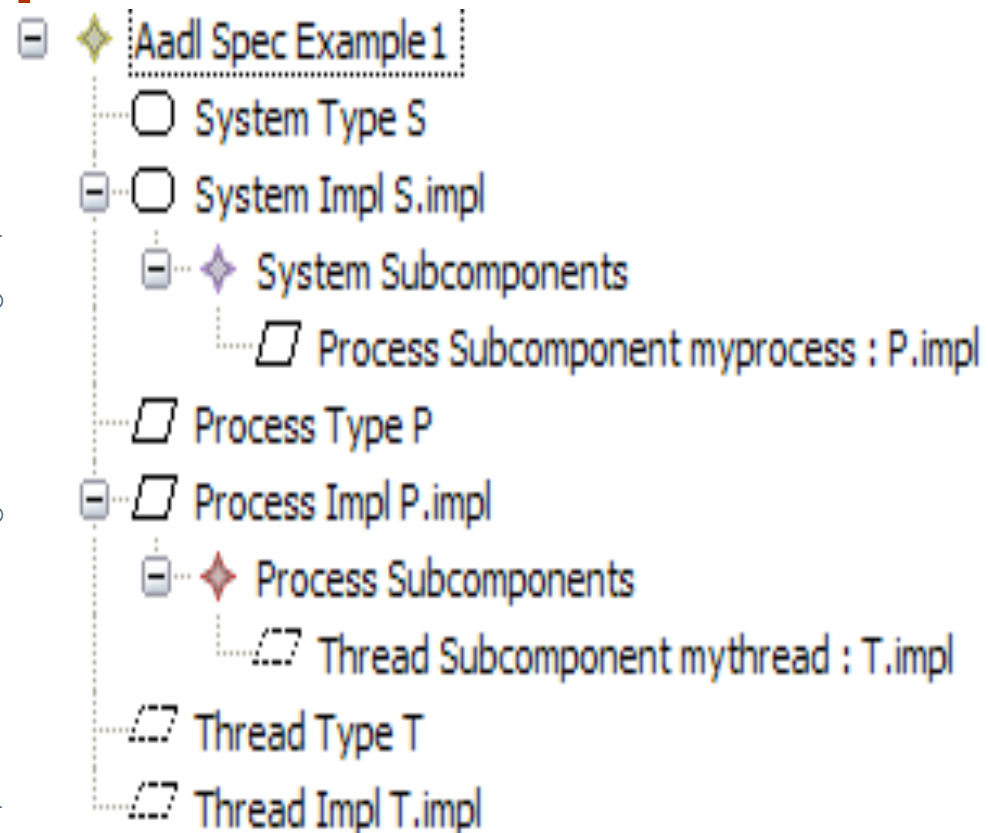 Aadl Spec Example1
System Type S
System Impl S.impl
System Subcomponents
Process Subcomponent myprocess : P.impl
Process Type P
Process Impl P.impl
Process Subcomponents
Thread Subcomponent mythread : T.impl
Thread Type T
Thread Impl T.impl